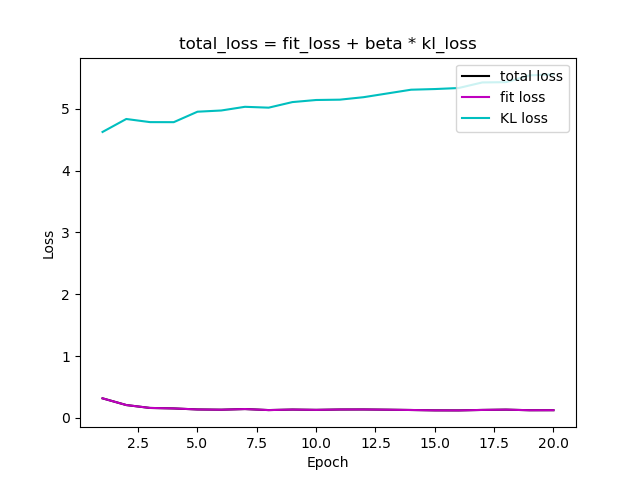 total_loss = fit_loss + beta * kl_loss
total loss
fit loss
KL loss
Loss
5
4
3
2
1
0
2.5 5.0 7.5 10.0 12.5 15.0 17.5 20.0
Epoch